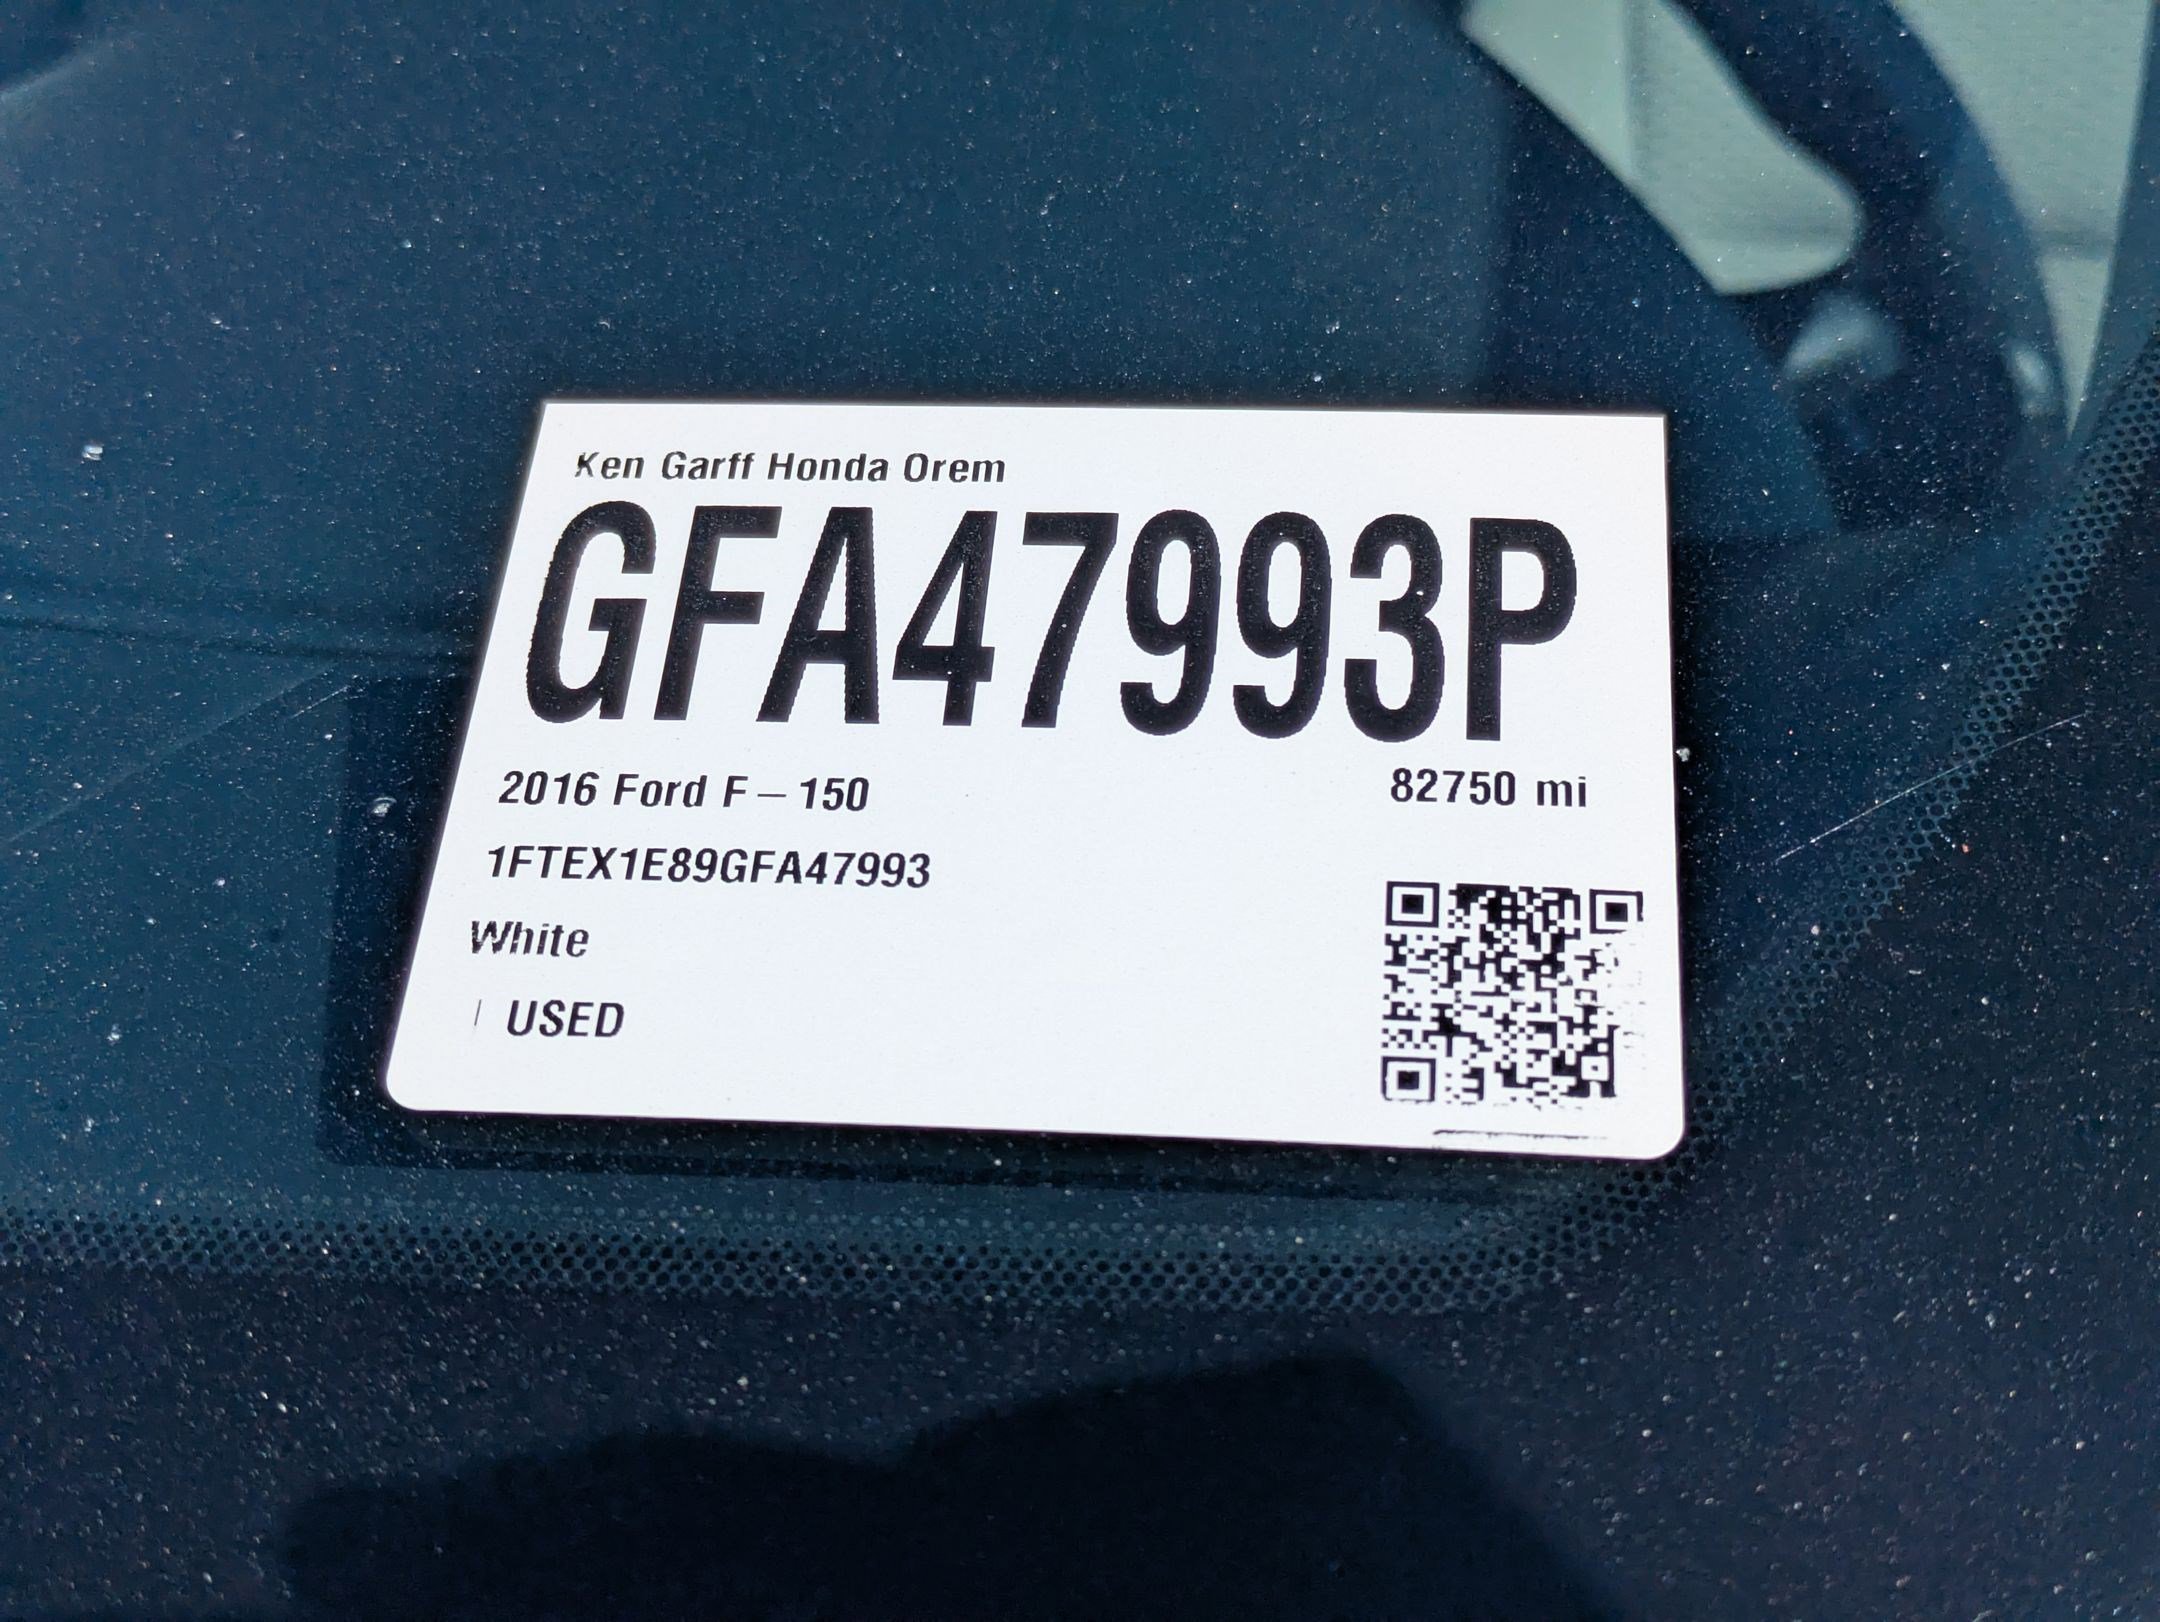 Ken Garff Honda Orem
GFA47993P
2016 Ford F – 150 82750 mi
1FTEX1E89GFA47993
White
USED